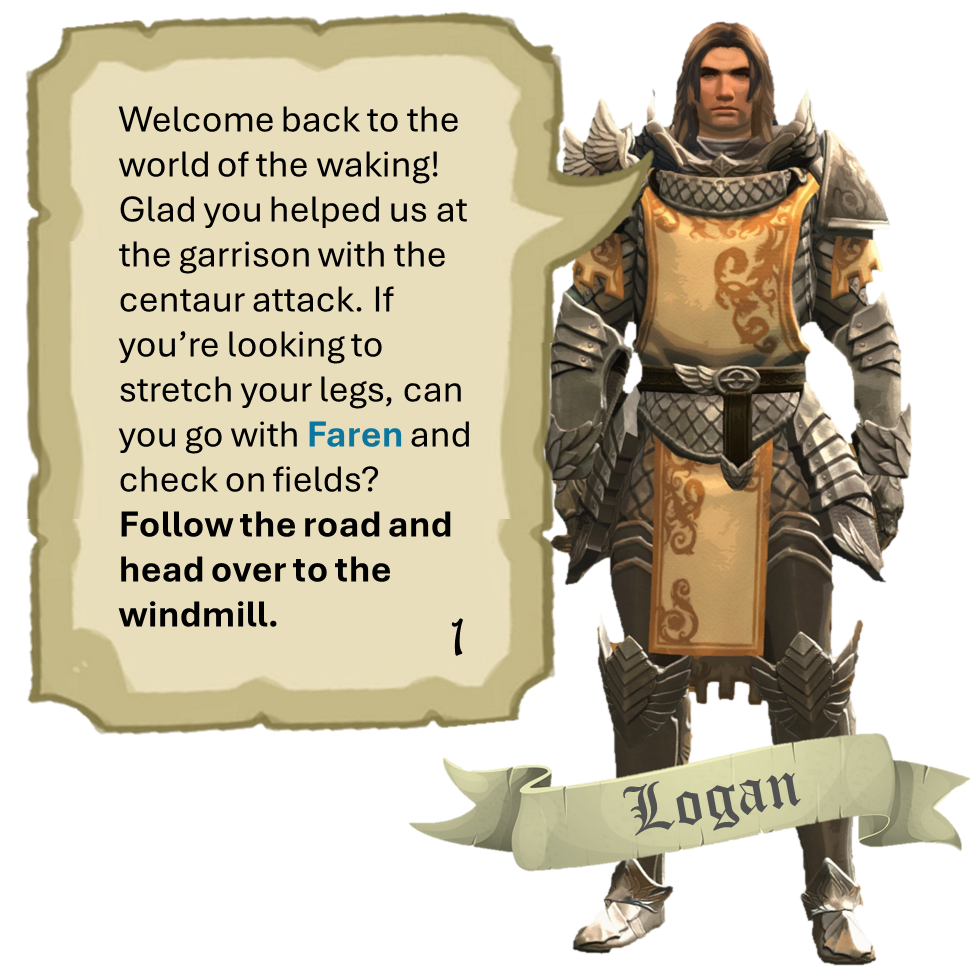 Welcome back to the
world of the waking!
Glad you helped us at
the garrison with the
centaur attack. If
you’re looking to
stretch your legs, can
you go with Faren and
check on fields?
Follow the road and
head over to the
windmill.
1
Logan